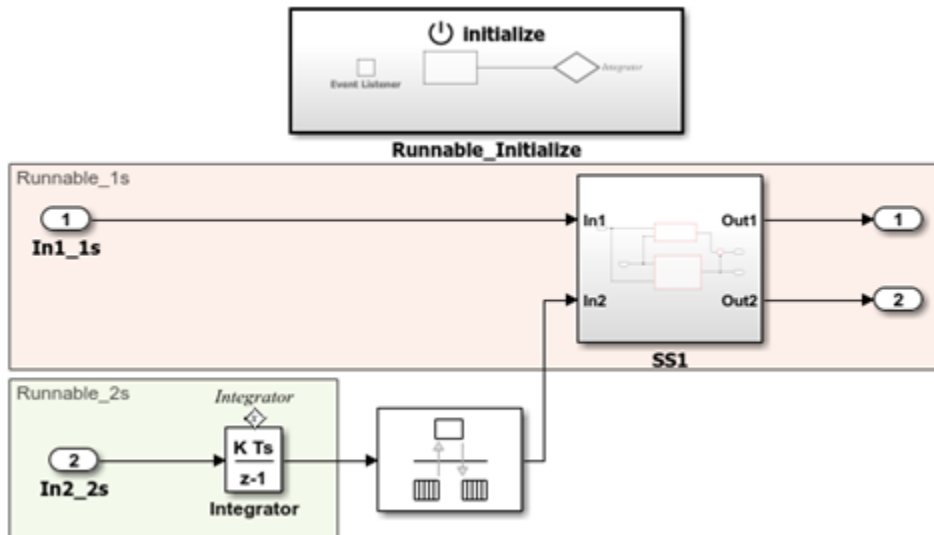 initialize
Event Listener
Integrator
Runnable_Initialize
Runnable_1s
1
In1_1s
In1
Out1
1
In2
Out2
2
SS1
Runnable_2s
Integrator
x
2
In2_2s
K Ts
z-1
Integrator